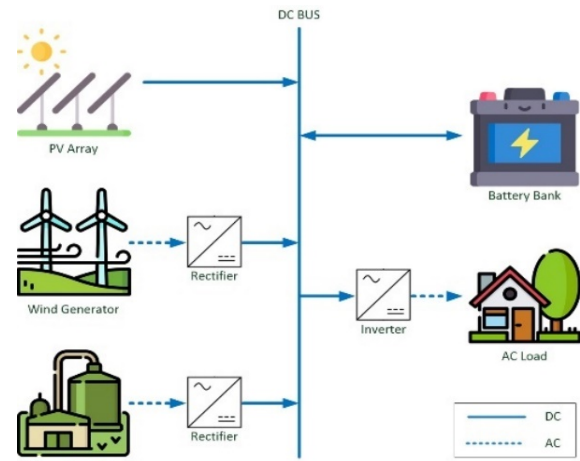 DC BUS
PV Array
Battery Bank
Wind Generator
Rectifier
Inverter
AC Load
Rectifier
DC
AC